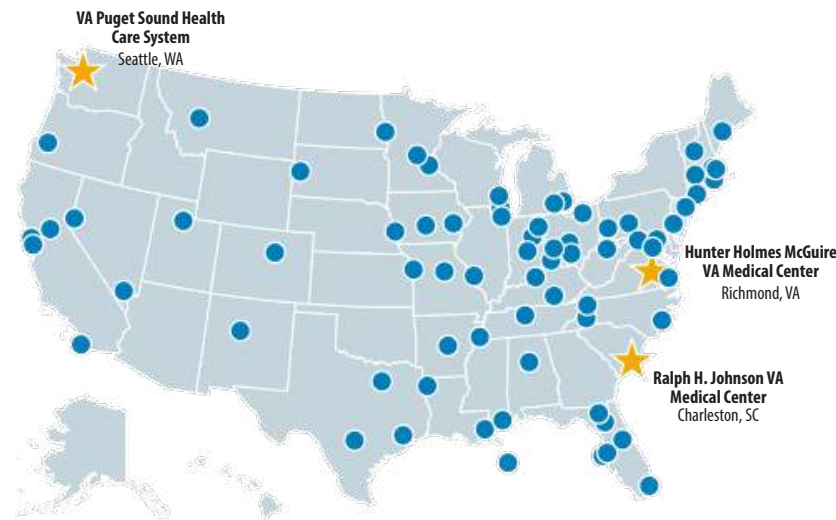 VA Puget Sound Health
Care System
Seattle, WA
Hunter Holmes McGuire
VA Medical Center
Richmond, VA
Ralph H. Johnson VA
Medical Center
Charleston, SC